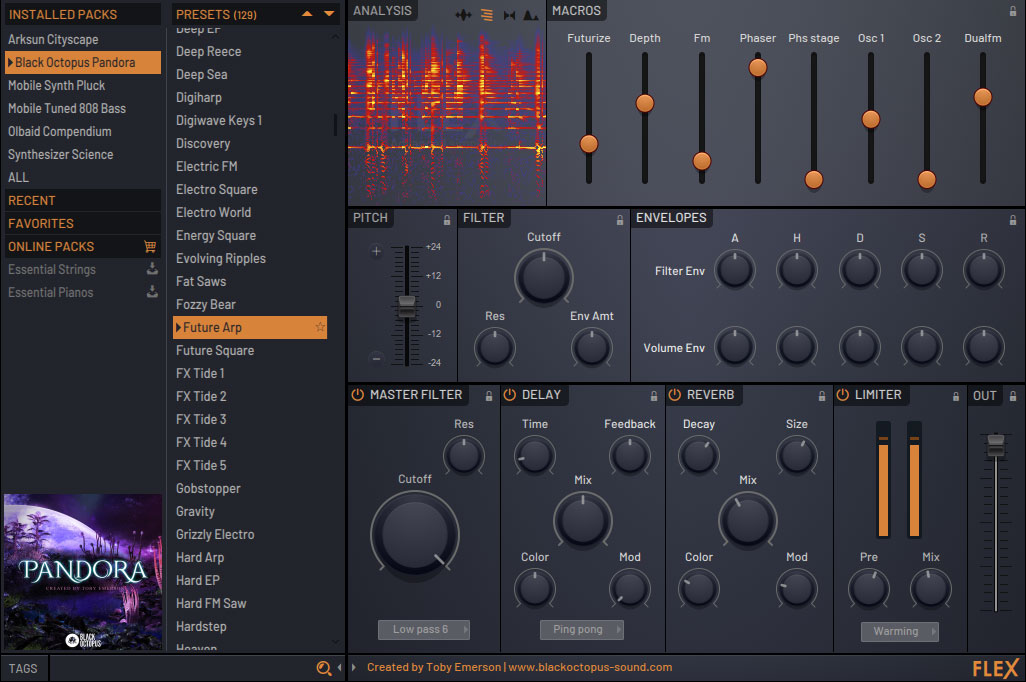 INSTALLED PACKS
Arksun Cityscape
Black Octopus Pandora
Mobile Synth Pluck
Mobile Tuned 808 Bass
Olbaid Compendium
Synthesizer Science
ALL
RECENT
FAVORITES
ONLINE PACKS
Essential Strings
Essential Pianos
PANDORA
CREATED BY TOBY EMERSON
BLACK
OCTOPUS
TAGS
PRESETS (129)
Deep EP
Deep Reece
Deep Sea
Digiharp
Digiwave Keys 1
Discovery
Electric FM
Electro Square
Electro World
Energy Square
Evolving Ripples
Fat Saws
Fozzy Bear
Future Arp
Future Square
FX Tide 1
FX Tide 2
FX Tide 3
FX Tide 4
FX Tide 5
Gobstopper
Gravity
Grizzly Electro
Hard Arp
Hard EP
Hard FM Saw
Hardstep
Heaven
ANALYSIS
MACROS
Futurize Depth Fm Phaser Phs stage Osc 1 Osc 2 Dualfm
PITCH
+24
+12
0
-12
-24
FILTER
Cutoff
Res Env Amt
ENVELOPES
A H D S R
Filter Env
Volume Env
MASTER FILTER
Res
Cutoff
Low pass 6
DELAY
Time Feedback
Mix
Color Mod
Ping pong
REVERB
Decay Size
Mix
Color Mod
LIMITER
Pre Mix
Warming
OUT
Created by Toby Emerson | www.blackoctopus-sound.com
FLEX